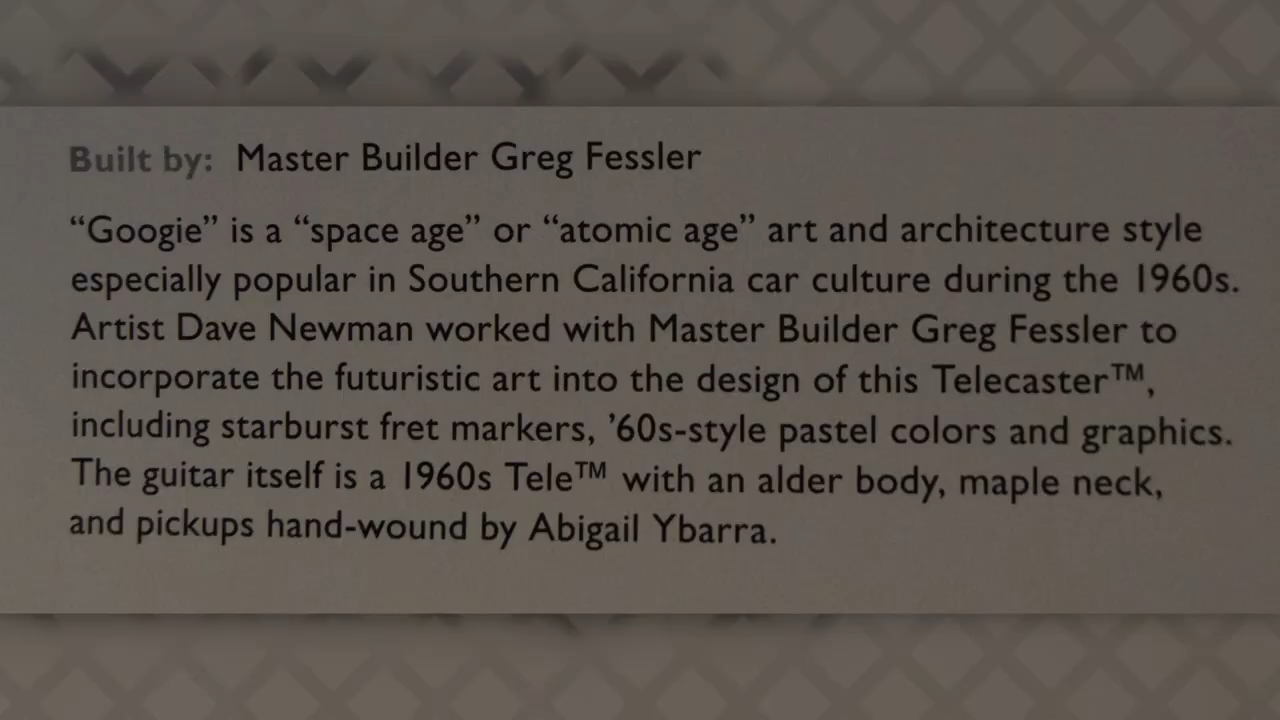 Built by: Master Builder Greg Fessler
“Googie” is a “space age” or “atomic age” art and architecture style
especially popular in Southern California car culture during the 1960s.
Artist Dave Newman worked with Master Builder Greg Fessler to
incorporate the futuristic art into the design of this Telecaster™,
including starburst fret markers, ’60s-style pastel colors and graphics.
The guitar itself is a 1960s Tele™ with an alder body, maple neck,
and pickups hand-wound by Abigail Ybarra.